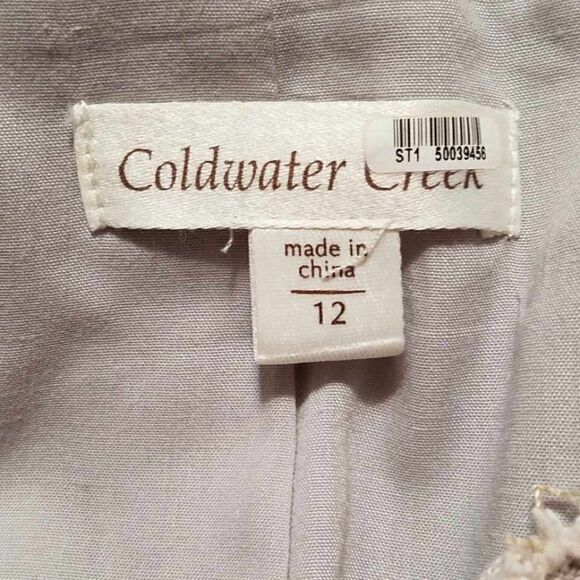 ST1 50039456
Coldwater Creek
made in
china
12